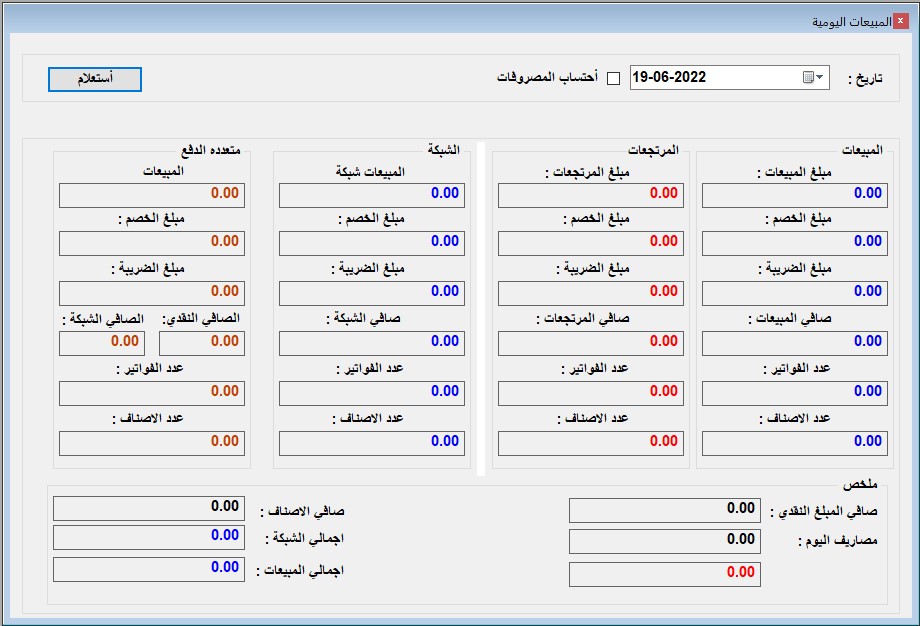 المبيعات اليومية
تاريخ :
19-06-2022
أحتساب المصروفات
أستعلام
المبيعات
مبلغ المبيعات :
0.00
مبلغ الخصم :
0.00
مبلغ الضريبة :
0.00
صافي المبيعات :
0.00
عدد الفواتير :
0.00
عدد الاصناف :
0.00
المرتجعات
مبلغ المرتجعات :
0.00
مبلغ الخصم :
0.00
مبلغ الضريبة :
0.00
صافي المرتجعات :
0.00
عدد الفواتير :
0.00
عدد الاصناف :
0.00
الشبكة
المبيعات شبكة
0.00
مبلغ الخصم :
0.00
مبلغ الضريبة :
0.00
صافي الشبكة :
0.00
عدد الفواتير :
0.00
عدد الاصناف :
0.00
متعدده الدفع
المبيعات
0.00
مبلغ الخصم :
0.00
مبلغ الضريبة :
0.00
الصافي النقدي: الصافي الشبكة :
0.00 0.00
عدد الفواتير :
0.00
عدد الاصناف :
0.00
ملخص
صافي المبلغ النقدي : 0.00
مصاريف اليوم : 0.00
0.00
صافي الاصناف : 0.00
اجمالي الشبكة : 0.00
اجمالي المبيعات : 0.00